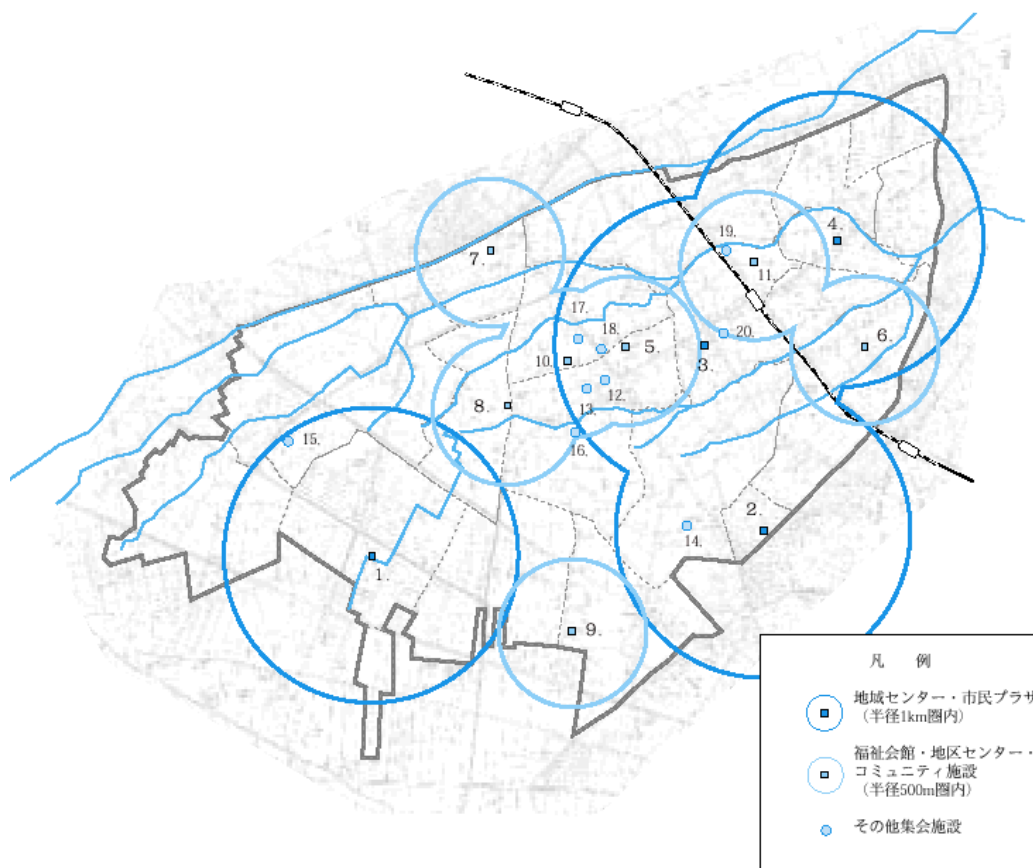 19.
4.
7.
11
17.
18.
20.
5.
3.
6.
10.
12.
13.
8.
16.
15.
14.
2.
1.
9.
凡 例
地域センター・市民プラザ
（半径1km圏内）
福祉会館・地区センター・
コミュニティ施設
（半径500m圏内）
その他集会施設